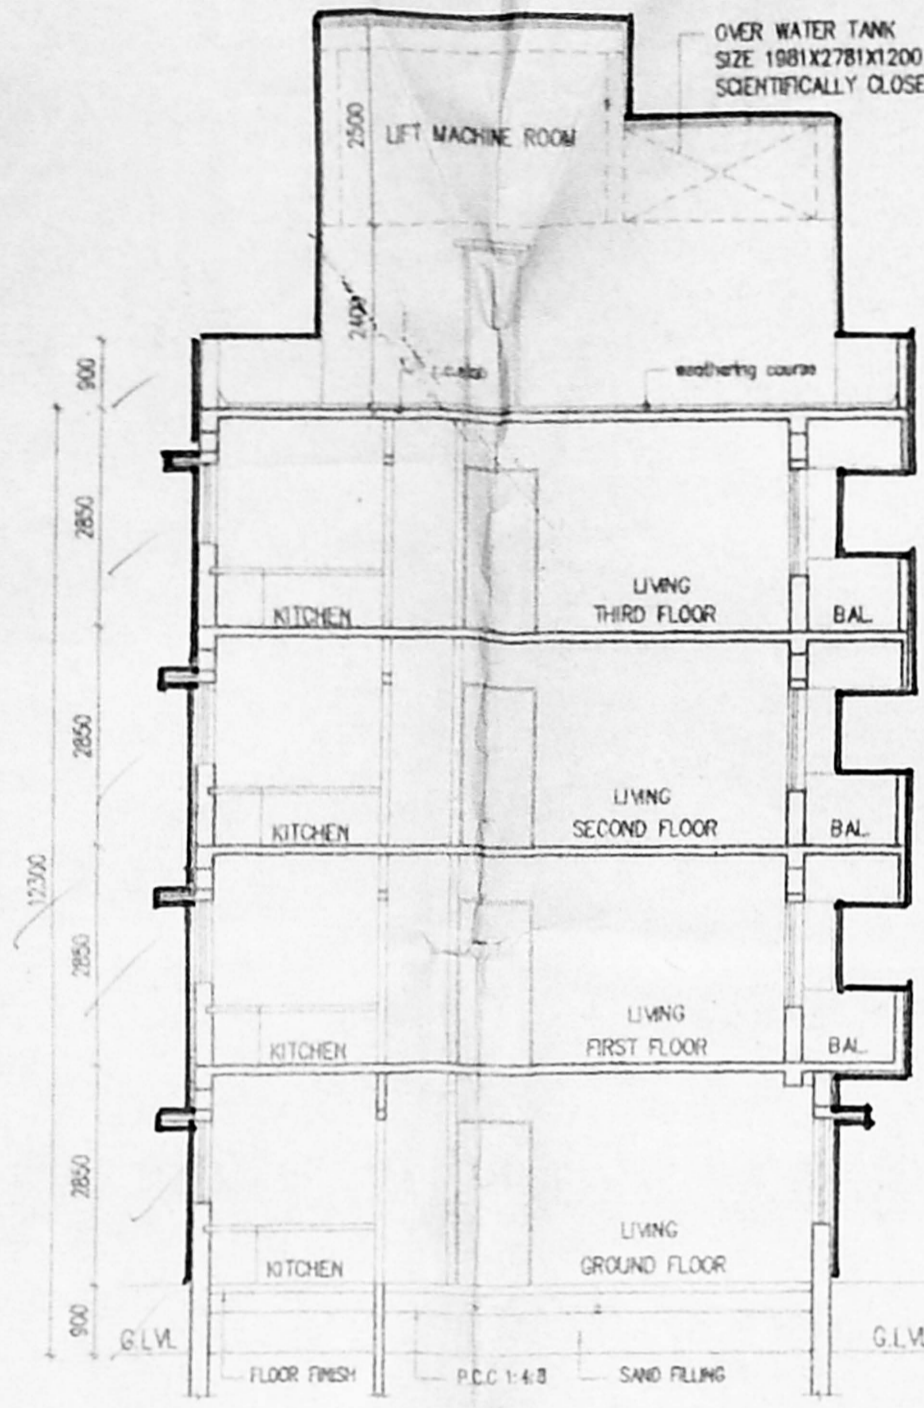 OVER WATER TANK
SIZE 1981X2781X1200
SCIENTIFICALLY CLOSE
2500
LIFT MACHINE ROOM
2400
900
weathering course
2850
LIVING
THIRD FLOOR
KITCHEN
BAL.
2850
LIVING
SECOND FLOOR
KITCHEN
BAL.
12300
2850
LIVING
FIRST FLOOR
KITCHEN
BAL.
2850
LIVING
GROUND FLOOR
KITCHEN
900
G.LVL
G.LVL
FLOOR FINISH
P.C.C 1:4:8
SAND FILLING